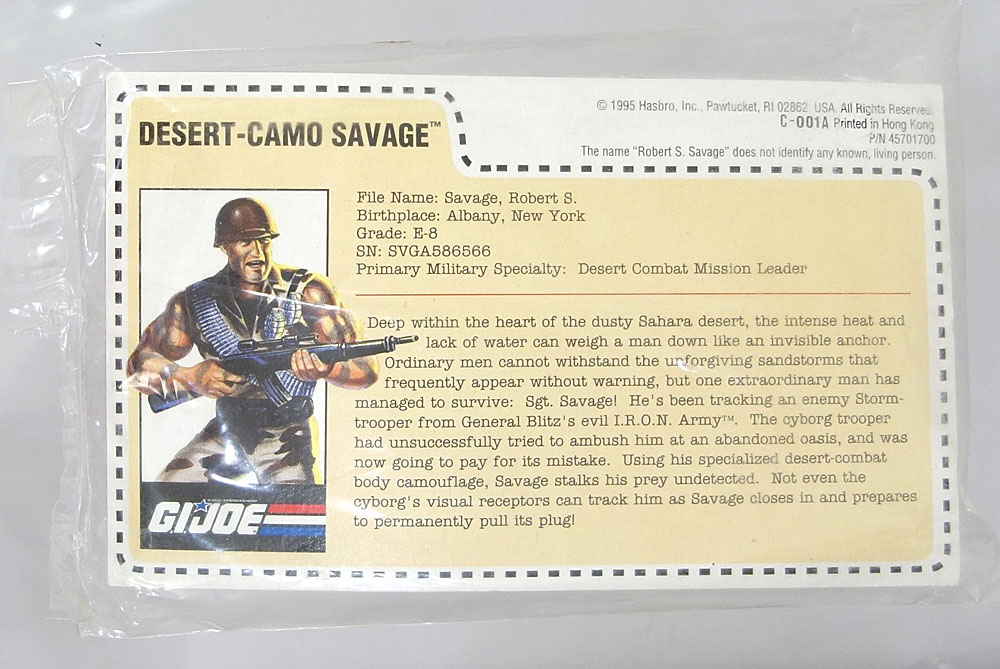 DESERT-CAMO SAVAGE™
© 1995 Hasbro, Inc., Pawtucket, RI 02862 USA. All Rights Reserved.
C-001A Printed in Hong Kong
P/N 45701700
The name "Robert S. Savage" does not identify any known, living person.
File Name: Savage, Robert S.
Birthplace: Albany, New York
Grade: E-8
SN: SVGA586566
Primary Military Specialty: Desert Combat Mission Leader
Deep within the heart of the dusty Sahara desert, the intense heat and
lack of water can weigh a man down like an invisible anchor.
Ordinary men cannot withstand the unforgiving sandstorms that
frequently appear without warning, but one extraordinary man has
managed to survive: Sgt. Savage! He's been tracking an enemy Storm-
trooper from General Blitz's evil I.R.O.N. Army™. The cyborg trooper
had unsuccessfully tried to ambush him at an abandoned oasis, and was
now going to pay for its mistake. Using his specialized desert-combat
body camouflage, Savage stalks his prey undetected. Not even the
cyborg's visual receptors can track him as Savage closes in and prepares
to permanently pull its plug!
G.I. JOE